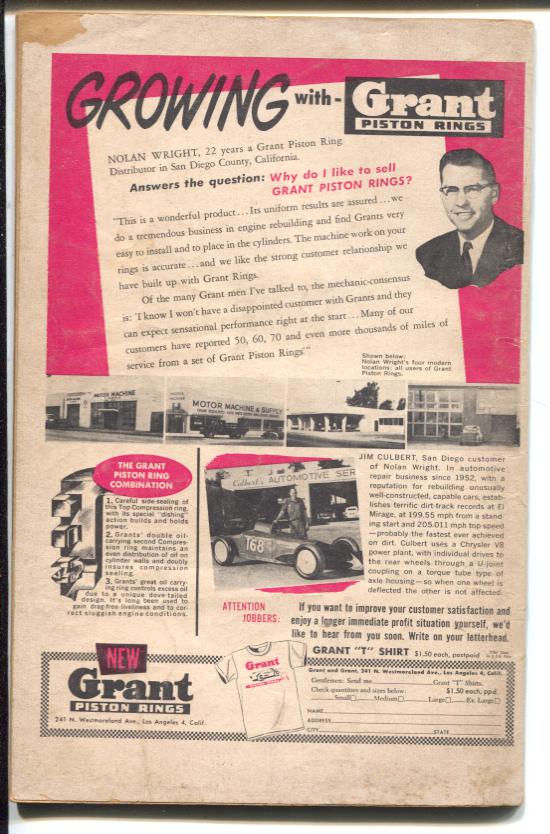 GROWING with - Grant
PISTON RINGS
NOLAN WRIGHT, 22 years a Grant Piston Ring
Distributor in San Diego County, California.
Answers the question: Why do I like to sell
GRANT PISTON RINGS?
"This is a wonderful product...Its uniform results are assured...we
do a tremendous business in engine rebuilding and find Grants very
easy to install and to place in the cylinders. The machine work on your
rings is accurate...and we like the strong customer relationship we
have built up with Grant Rings.
Of the many Grant men I've talked to, the mechanic-consensus
is: 'I know I won't have a disappointed customer with Grants and they
can expect sensational performance right at the start...Many of our
customers have reported 50, 60, 70 and even more thousands of miles of
service from a set of Grant Piston Rings'"
Shown below:
Nolan Wright's four modern
locations: all users of Grant
Piston Rings.
MOTOR MACHINE
MOTOR MACHINE & SUPPLY
THE GRANT
PISTON RING
COMBINATION
1. Careful side-sealing of
this Top-Compression ring,
with its special "dishing"
action builds and holds
power.
2. Grants' double oil-
carrying second Compres-
sion ring maintains an
even distribution of oil on
cylinder walls and doubly
insures compression
sealing.
3. Grants' great oil carry-
ing ring controls excess oil
due to a unique dove-tailed
design. It's long been used to
gain drag-free liveliness and to cor-
rect sluggish engine conditions.
Culbert's AUTOMOTIVE SER
168
JIM CULBERT, San Diego customer
of Nolan Wright. In automotive
repair business since 1952, with a
reputation for rebuilding unusually
well-constructed, capable cars, estab-
lishes terrific dirt-track records at El
Mirage, at 199.55 mph from a stand-
ing start and 205.011 mph top speed
—probably the fastest ever achieved
on dirt. Culbert uses a Chrysler V8
power plant, with individual drives to
the rear wheels through a U-joint
coupling on a torque tube type of
axle housing—so when one wheel is
deflected the other is not affected.
ATTENTION
JOBBERS:
If you want to improve your customer satisfaction and
enjoy a longer immediate profit situation yourself, we'd
like to hear from you soon. Write on your letterhead.
NEW
Grant
PISTON RINGS
241 N. Westmoreland Ave., Los Angeles 4, Calif.
Grant
PISTON RINGS
GRANT "T" SHIRT $1.50 each, postpaid
Grant and Grant, 241 N. Westmoreland Ave., Los Angeles 4, Calif.
Gentlemen: Send me Grant "T" Shirts.
Check quantities and sizes below: $1.50 each, ppd.
Small Medium Large Ex. Large
NAME
ADDRESS
CITY STATE